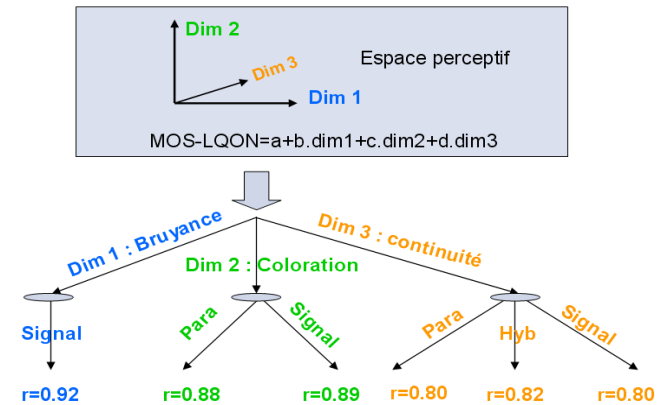 Dim 2
Espace perceptif
Dim 3
Dim 1
MOS-LQON=a+b.dim1+c.dim2+d.dim3
Dim 1 : Bruyance
Dim 2 : Coloration
Dim 3 : continuité
Signal
Para
Signal
Para
Hyb
Signal
r=0.92
r=0.88
r=0.89
r=0.80
r=0.82
r=0.80